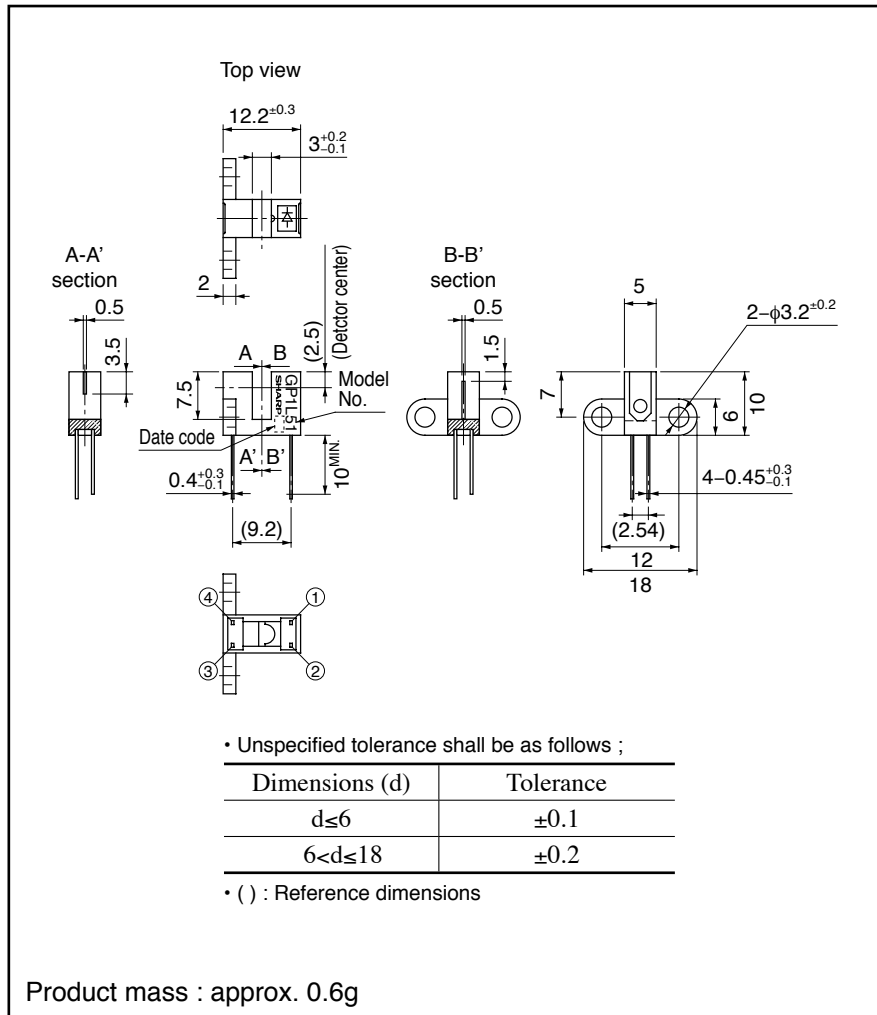 Top view
12.2±0.3
3+0.2−0.1
A-A’ section
0.5
3.5
2
(2.5)
(Detctor center)
7.5
A B
GP1L51
SHARP
Model No.
Date code
A’ B’
10MIN.
0.4+0.3−0.1
(9.2)
B-B’ section
0.5
1.5
5
2−φ3.2±0.2
7
6
10
4−0.45+0.3−0.1
(2.54)
12
18
④ ①
③ ②
• Unspecified tolerance shall be as follows ;
Dimensions (d) Tolerance
d≤6 ±0.1
6<d≤18 ±0.2
• ( ) : Reference dimensions
Product mass : approx. 0.6g